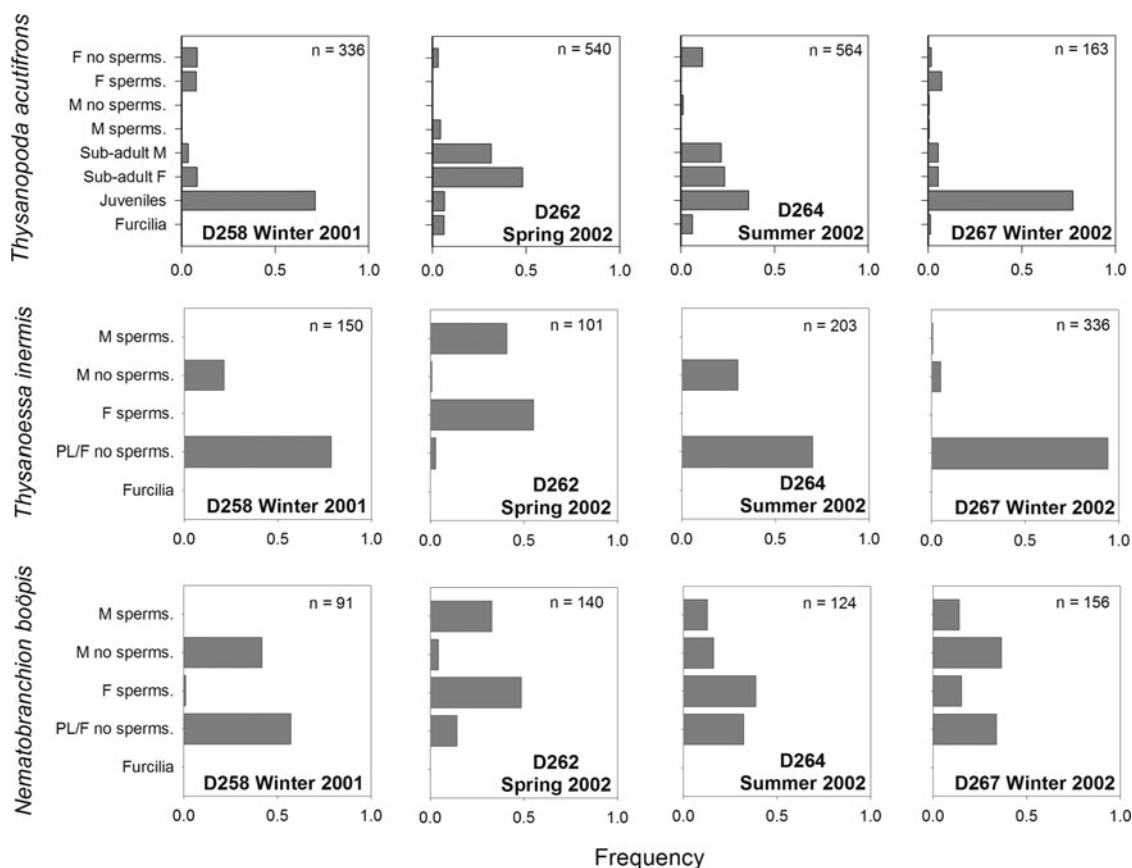 Thysanopoda acutifrons
F no sperms.
F sperms.
M no sperms.
M sperms.
Sub-adult M
Sub-adult F
Juveniles
Furcilia
n = 336
D258 Winter 2001
0.0 0.5 1.0
n = 540
D262
Spring 2002
0.0 0.5 1.0
n = 564
D264
Summer 2002
0.0 0.5 1.0
n = 163
D267 Winter 2002
0.0 0.5 1.0
Thysanoessa inermis
M sperms.
M no sperms.
F sperms.
PL/F no sperms.
Furcilia
n = 150
D258 Winter 2001
0.0 0.5 1.0
n = 101
D262
Spring 2002
0.0 0.5 1.0
n = 203
D264
Summer 2002
0.0 0.5 1.0
n = 336
D267 Winter 2002
0.0 0.5 1.0
Nematobranchion boöpis
M sperms.
M no sperms.
F sperms.
PL/F no sperms.
Furcilia
n = 91
D258 Winter 2001
0.0 0.5 1.0
n = 140
D262
Spring 2002
0.0 0.5 1.0
n = 124
D264
Summer 2002
0.0 0.5 1.0
n = 156
D267 Winter 2002
0.0 0.5 1.0
Frequency